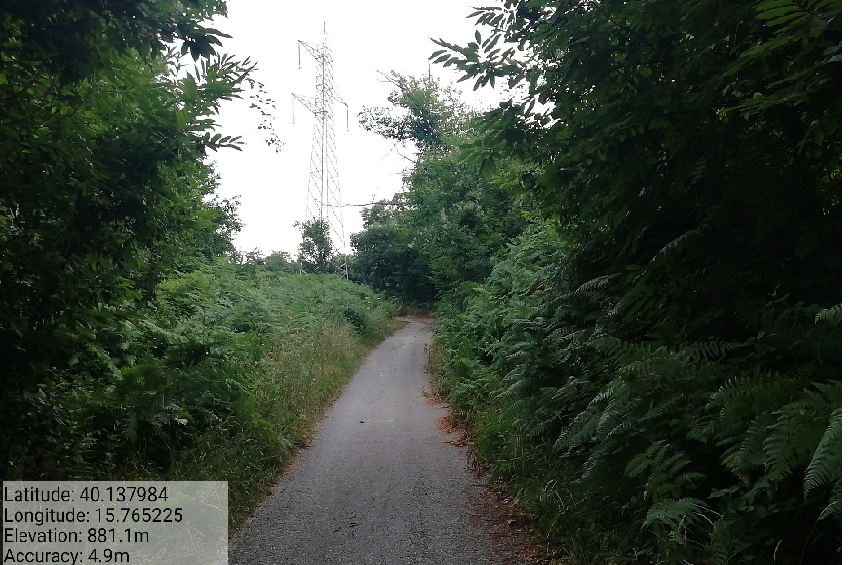 Latitude: 40.137984
Longitude: 15.765225
Elevation: 881.1m
Accuracy: 4.9m